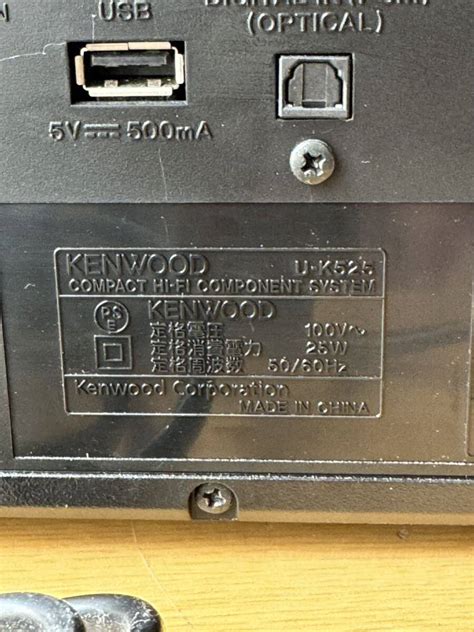 USB
(OPTICAL)
5V⎓500mA
KENWOOD U-K525
COMPACT HI-FI COMPONENT SYSTEM
PSE KENWOOD
定格電圧 100V~
定格消費電力 25W
定格周波数 50/60Hz
Kenwood Corporation
MADE IN CHINA